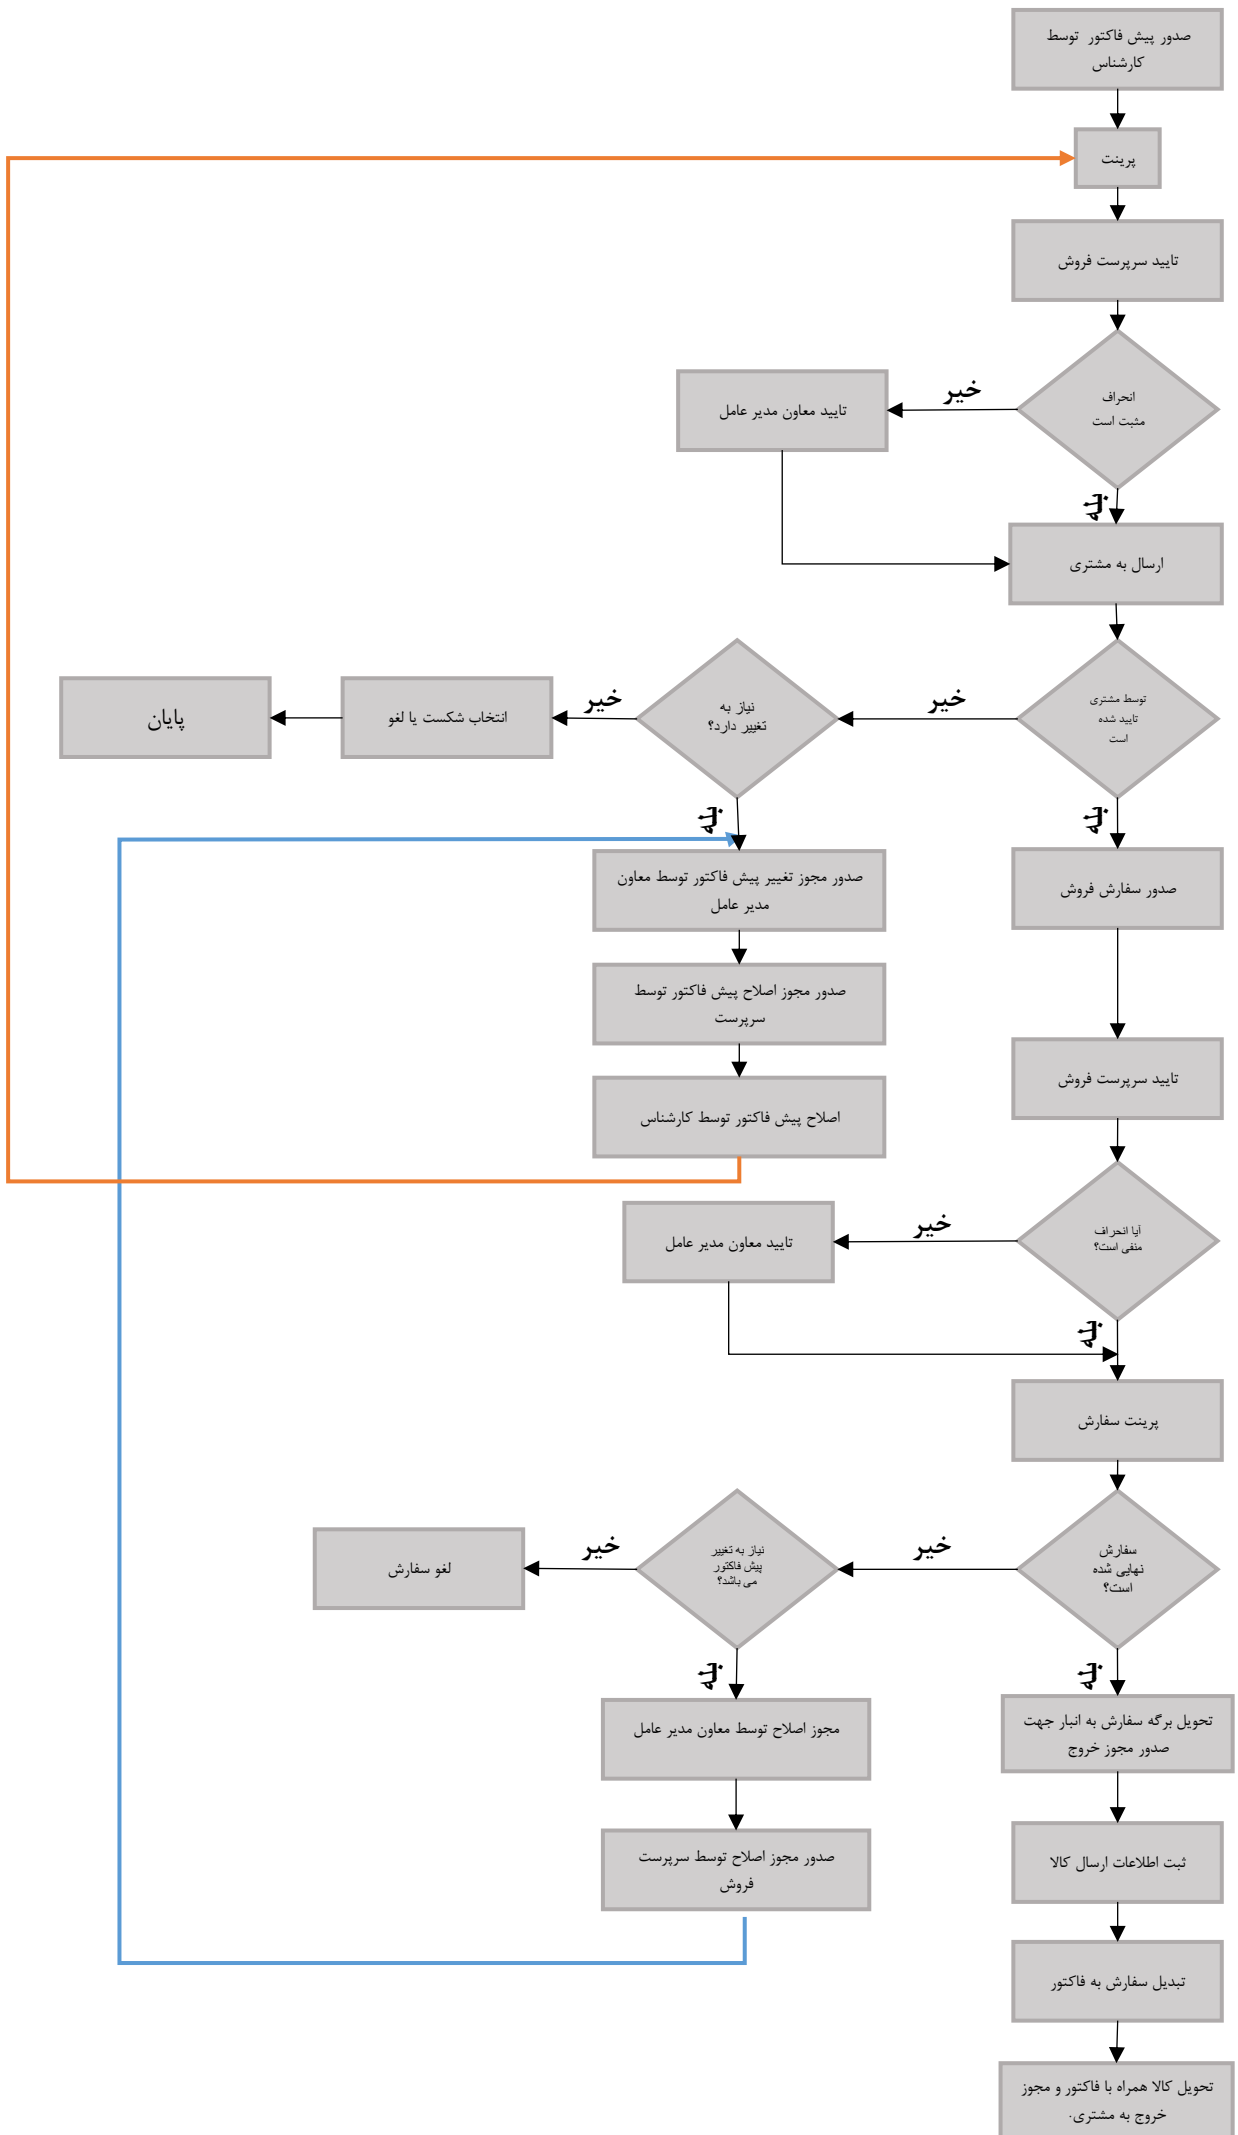 صدور پیش فاکتور توسط
کارشناس
پرینت
تایید سرپرست فروش
انحراف
مثبت است
خیر
تایید معاون مدیر عامل
بله
ارسال به مشتری
توسط مشتری
تایید شده
است
خیر
نیاز به
تغییر دارد؟
خیر
انتخاب شکست یا لغو
پایان
بله
بله
صدور سفارش فروش
صدور مجوز تغییر پیش فاکتور توسط معاون
مدیر عامل
صدور مجوز اصلاح پیش فاکتور توسط
سرپرست
تایید سرپرست فروش
اصلاح پیش فاکتور توسط کارشناس
آیا انحراف
منفی است؟
خیر
تایید معاون مدیر عامل
بله
پرینت سفارش
سفارش
نهایی شده
است؟
خیر
نیاز به تغییر
پیش فاکتور
می باشد؟
خیر
لغو سفارش
بله
بله
تحویل برگه سفارش به انبار جهت
صدور مجوز خروج
مجوز اصلاح توسط معاون مدیر عامل
ثبت اطلاعات ارسال کالا
صدور مجوز اصلاح توسط سرپرست
فروش
تبدیل سفارش به فاکتور
تحویل کالا همراه با فاکتور و مجوز
خروج به مشتری.